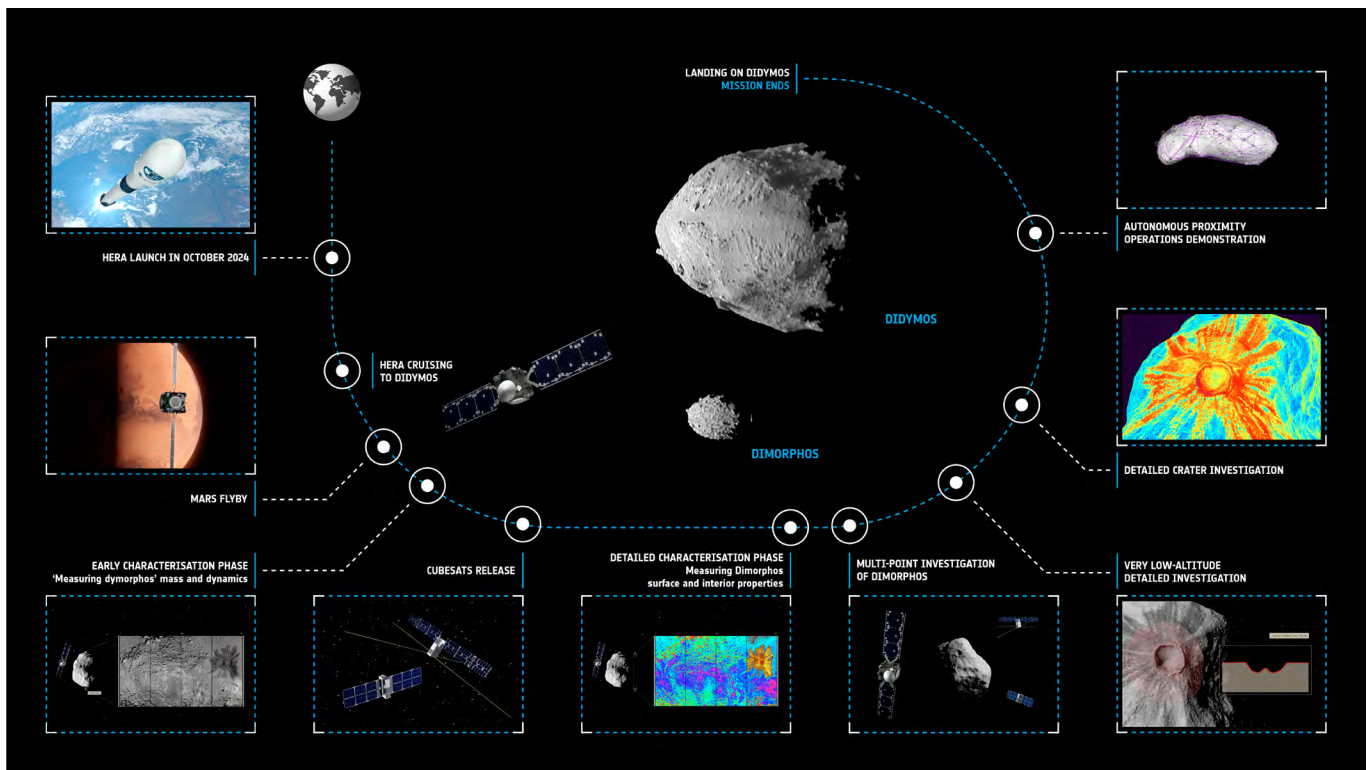 LANDING ON DIDYMOS
MISSION ENDS
HERA LAUNCH IN OCTOBER 2024
AUTONOMOUS PROXIMITY
OPERATIONS DEMONSTRATION
DIDYMOS
HERA CRUISING
TO DIDYMOS
DIMORPHOS
DETAILED CRATER INVESTIGATION
MARS FLYBY
EARLY CHARACTERISATION PHASE
'Measuring dymorphos' mass and dynamics
CUBESATS RELEASE
DETAILED CHARACTERISATION PHASE
Measuring Dimorphos
surface and interior properties
MULTI-POINT INVESTIGATION
OF DIMORPHOS
VERY LOW-ALTITUDE
DETAILED INVESTIGATION